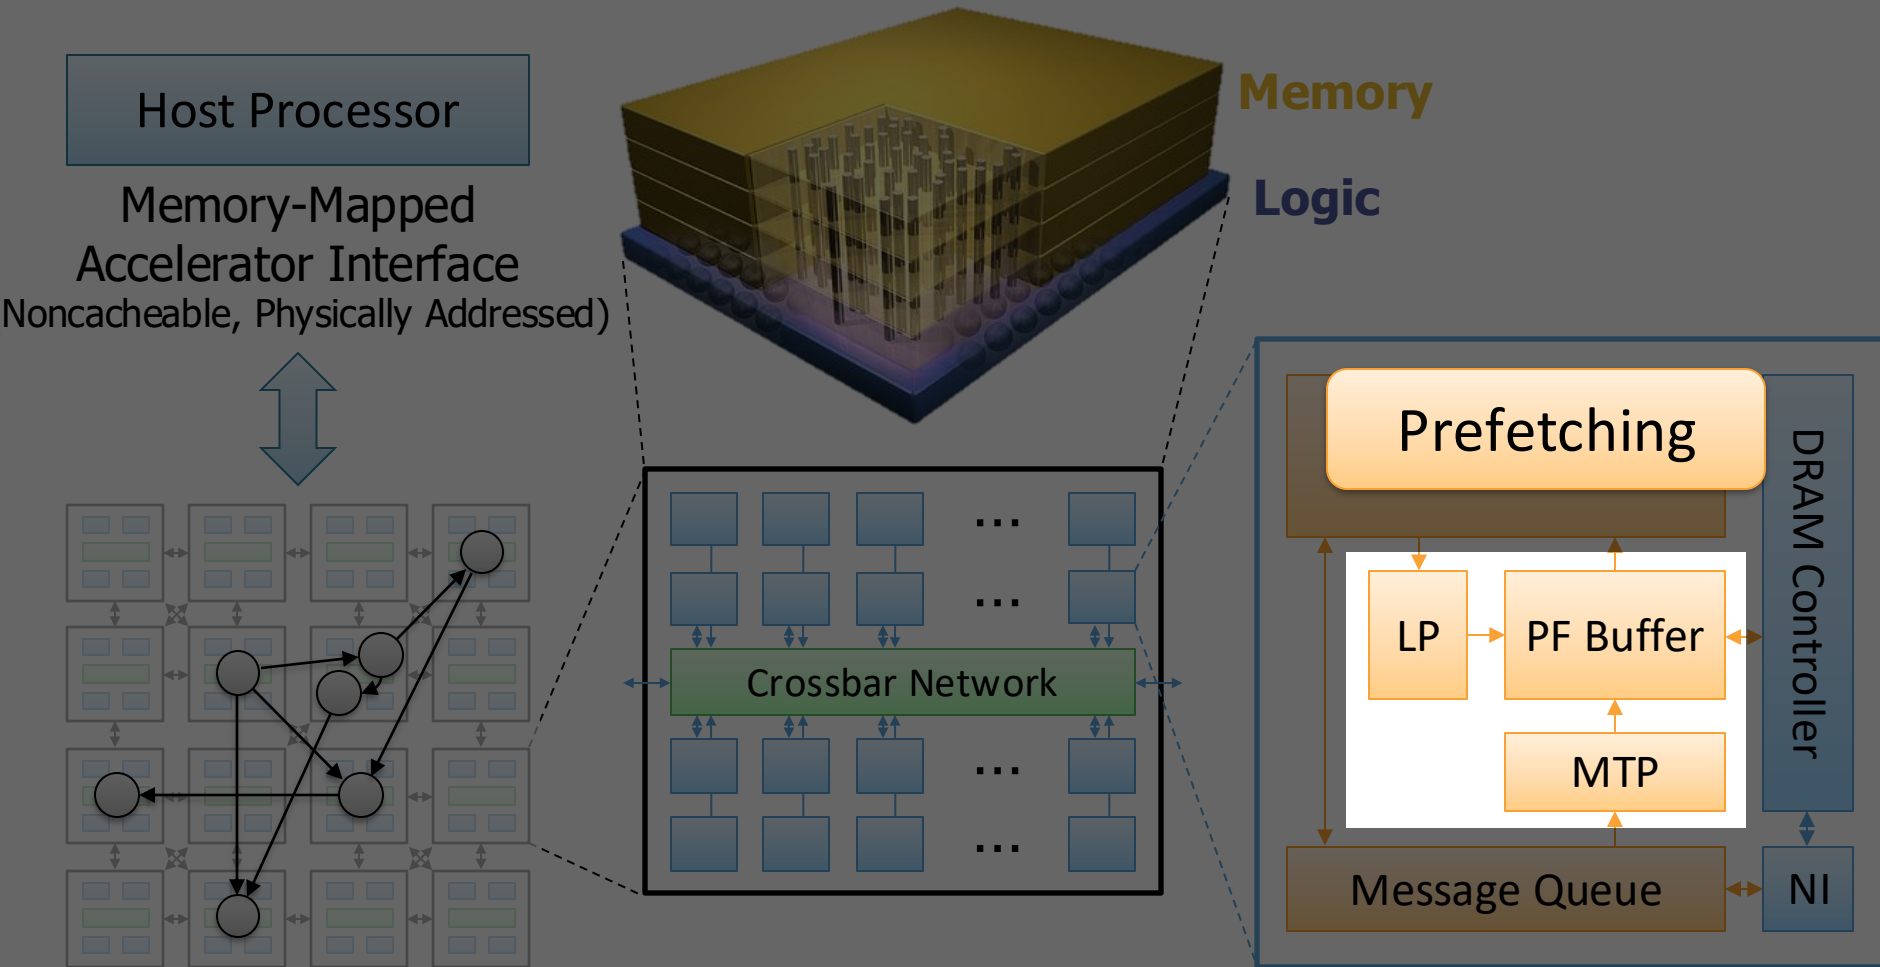 Host Processor
Memory-Mapped
Accelerator Interface
Noncacheable, Physically Addressed)
Memory
Logic
...
...
Crossbar Network
...
...
Prefetching
LP
PF Buffer
MTP
Message Queue
DRAM Controller
NI